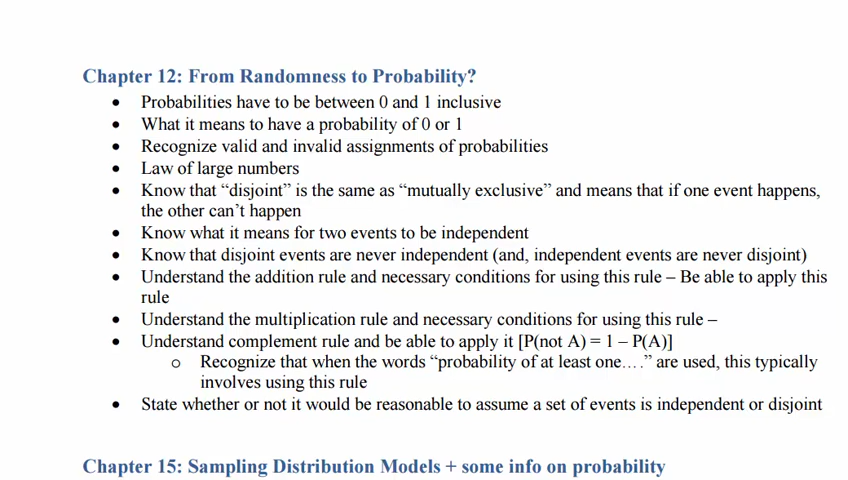 Chapter 12: From Randomness to Probability?
• Probabilities have to be between 0 and 1 inclusive
• What it means to have a probability of 0 or 1
• Recognize valid and invalid assignments of probabilities
• Law of large numbers
• Know that “disjoint” is the same as “mutually exclusive” and means that if one event happens,
the other can’t happen
• Know what it means for two events to be independent
• Know that disjoint events are never independent (and, independent events are never disjoint)
• Understand the addition rule and necessary conditions for using this rule – Be able to apply this
rule
• Understand the multiplication rule and necessary conditions for using this rule –
• Understand complement rule and be able to apply it [P(not A) = 1 – P(A)]
o Recognize that when the words “probability of at least one….” are used, this typically
involves using this rule
• State whether or not it would be reasonable to assume a set of events is independent or disjoint
Chapter 15: Sampling Distribution Models + some info on probability